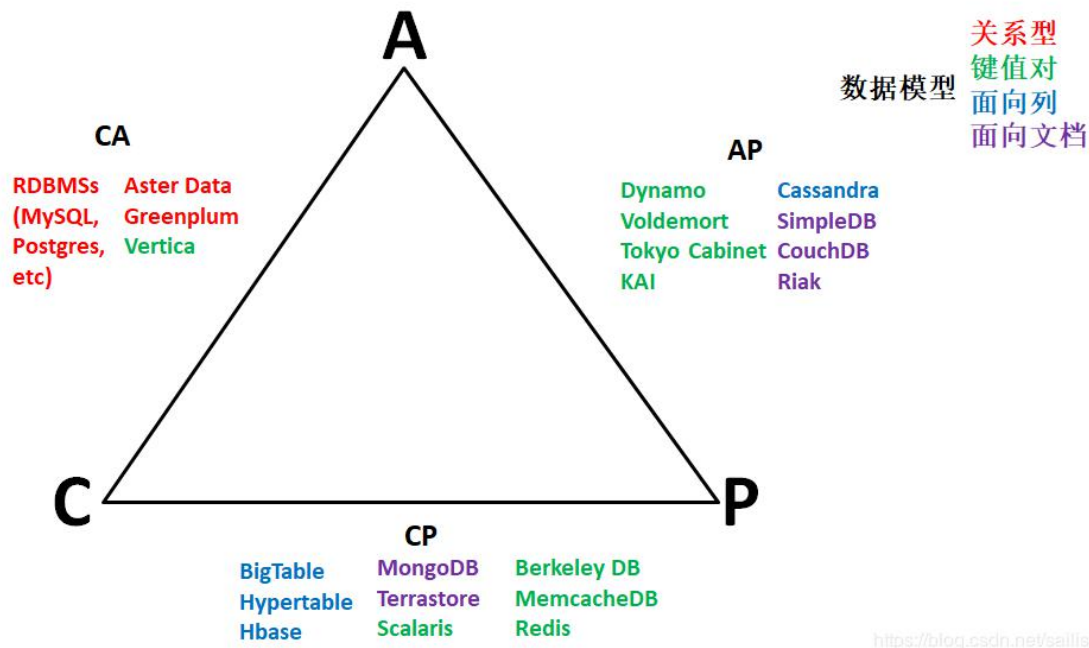 A
关系型
键值对
数据模型
面向列
面向文档
CA
RDBMSs
(MySQL,
Postgres,
etc)
Aster Data
Greenplum
Vertica
AP
Dynamo
Voldemort
Tokyo Cabinet
KAI
Cassandra
SimpleDB
CouchDB
Riak
C
P
CP
BigTable
Hypertable
Hbase
MongoDB
Terrastore
Scalaris
Berkeley DB
MemcacheDB
Redis
https://blog.csdn.net/sailis